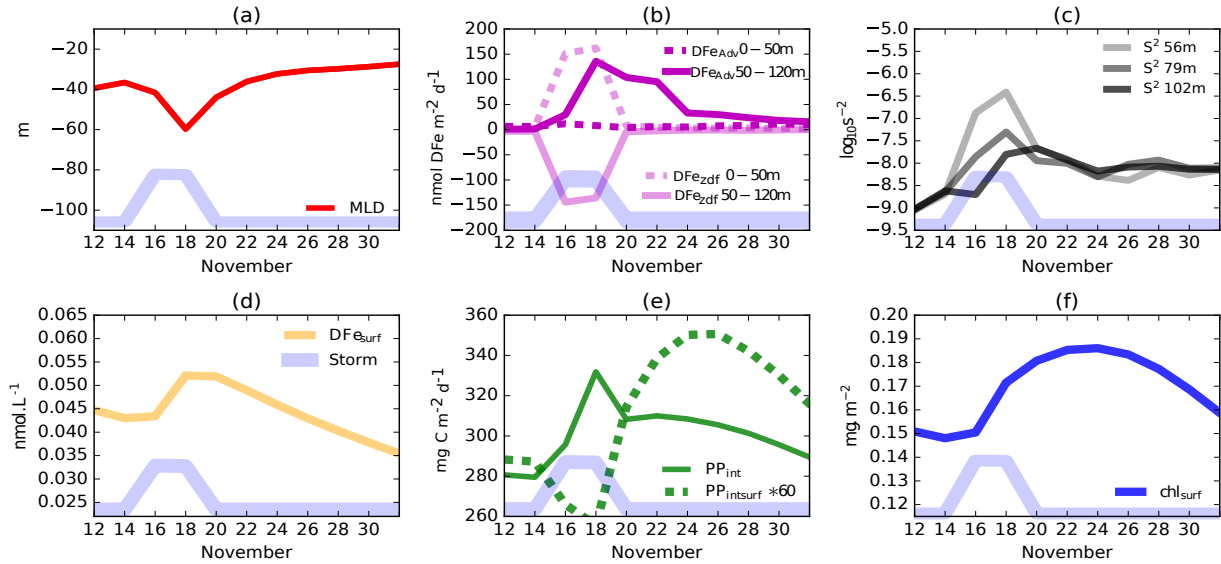 (a)
−20
−40
−60
−80
−100
m
MLD
12 14 16 18 20 22 24 26 28 30
November
(b)
200
150
100
50
0
−50
−100
−150
−200
nmol DFe m⁻² d⁻¹
DFe_Adv 0 − 50m
DFe_Adv 50 − 120m
DFe_zdf 0 − 50m
DFe_zdf 50 − 120m
12 14 16 18 20 22 24 26 28 30
November
(c)
−5.0
−5.5
−6.0
−6.5
−7.0
−7.5
−8.0
−8.5
−9.0
−9.5
log₁₀s⁻²
S² 56m
S² 79m
S² 102m
12 14 16 18 20 22 24 26 28 30
November
(d)
0.065
0.060
0.055
0.050
0.045
0.040
0.035
0.030
0.025
nmol.L⁻¹
DFe_surf
Storm
12 14 16 18 20 22 24 26 28 30
November
(e)
360
340
320
300
280
260
mg C m⁻² d⁻¹
PP_int
PP_intsurf *60
12 14 16 18 20 22 24 26 28 30
November
(f)
0.20
0.19
0.18
0.17
0.16
0.15
0.14
0.13
0.12
mg m⁻²
chl_surf
12 14 16 18 20 22 24 26 28 30
November